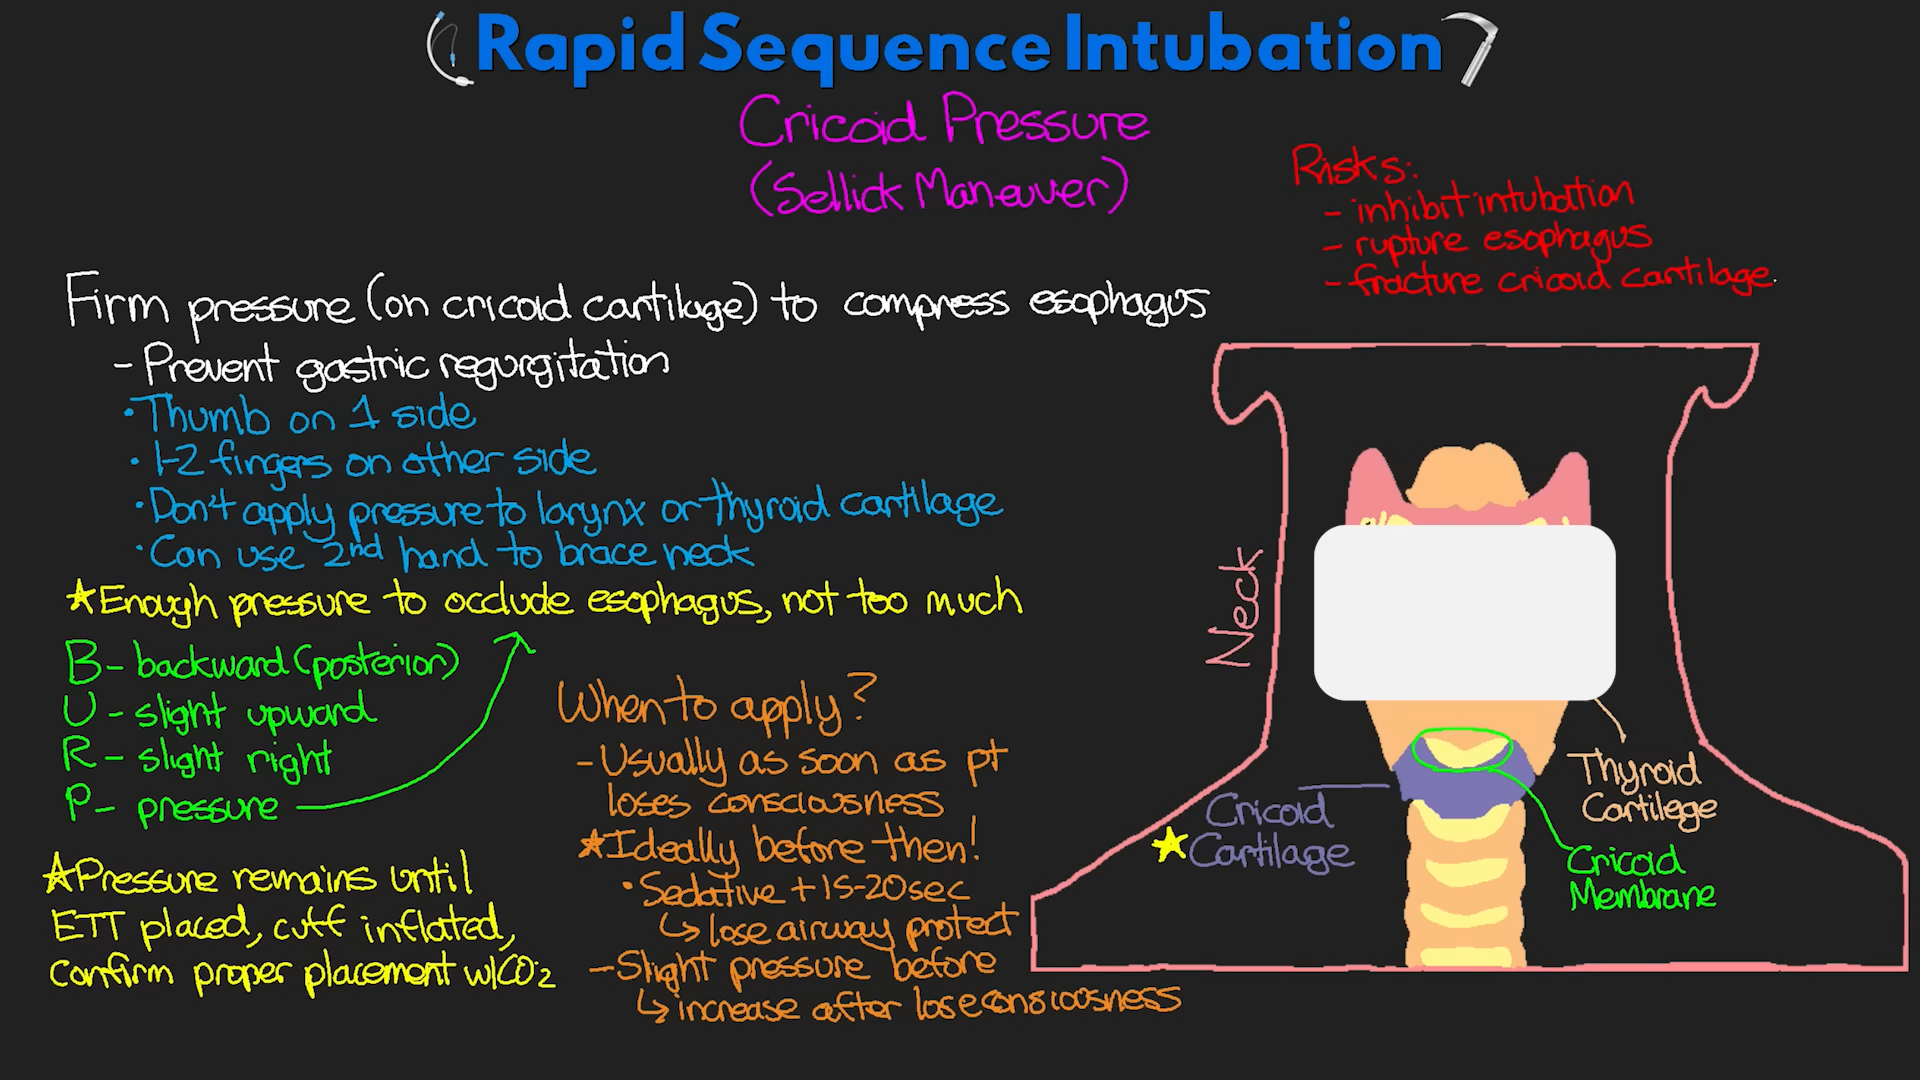 Rapid Sequence Intubation
Cricoid Pressure
(Sellick Maneuver)
Risks:
- inhibit intubation
- rupture esophagus
- fracture cricoid cartilage
Firm pressure (on cricoid cartilage) to compress esophagus
- Prevent gastric regurgitation
• Thumb on 1 side
• 1-2 fingers on other side
• Don't apply pressure to larynx or thyroid cartilage
• Can use 2nd hand to brace neck
★ Enough pressure to occlude esophagus, not too much
B - backward (posterior)
U - slight upward
R - slight right
P - pressure
★ Pressure remains until
ETT placed, cuff inflated,
confirm proper placement w/CO2
When to apply?
- Usually as soon as pt
loses consciousness
★ Ideally before then!
• Sedative + 15-20sec
↳ lose airway protect
- Slight pressure before
↳ increase after lose consciousness
Neck
Thyroid
Cartilege
Cricoid
★ Cartilage
Cricoid
Membrane